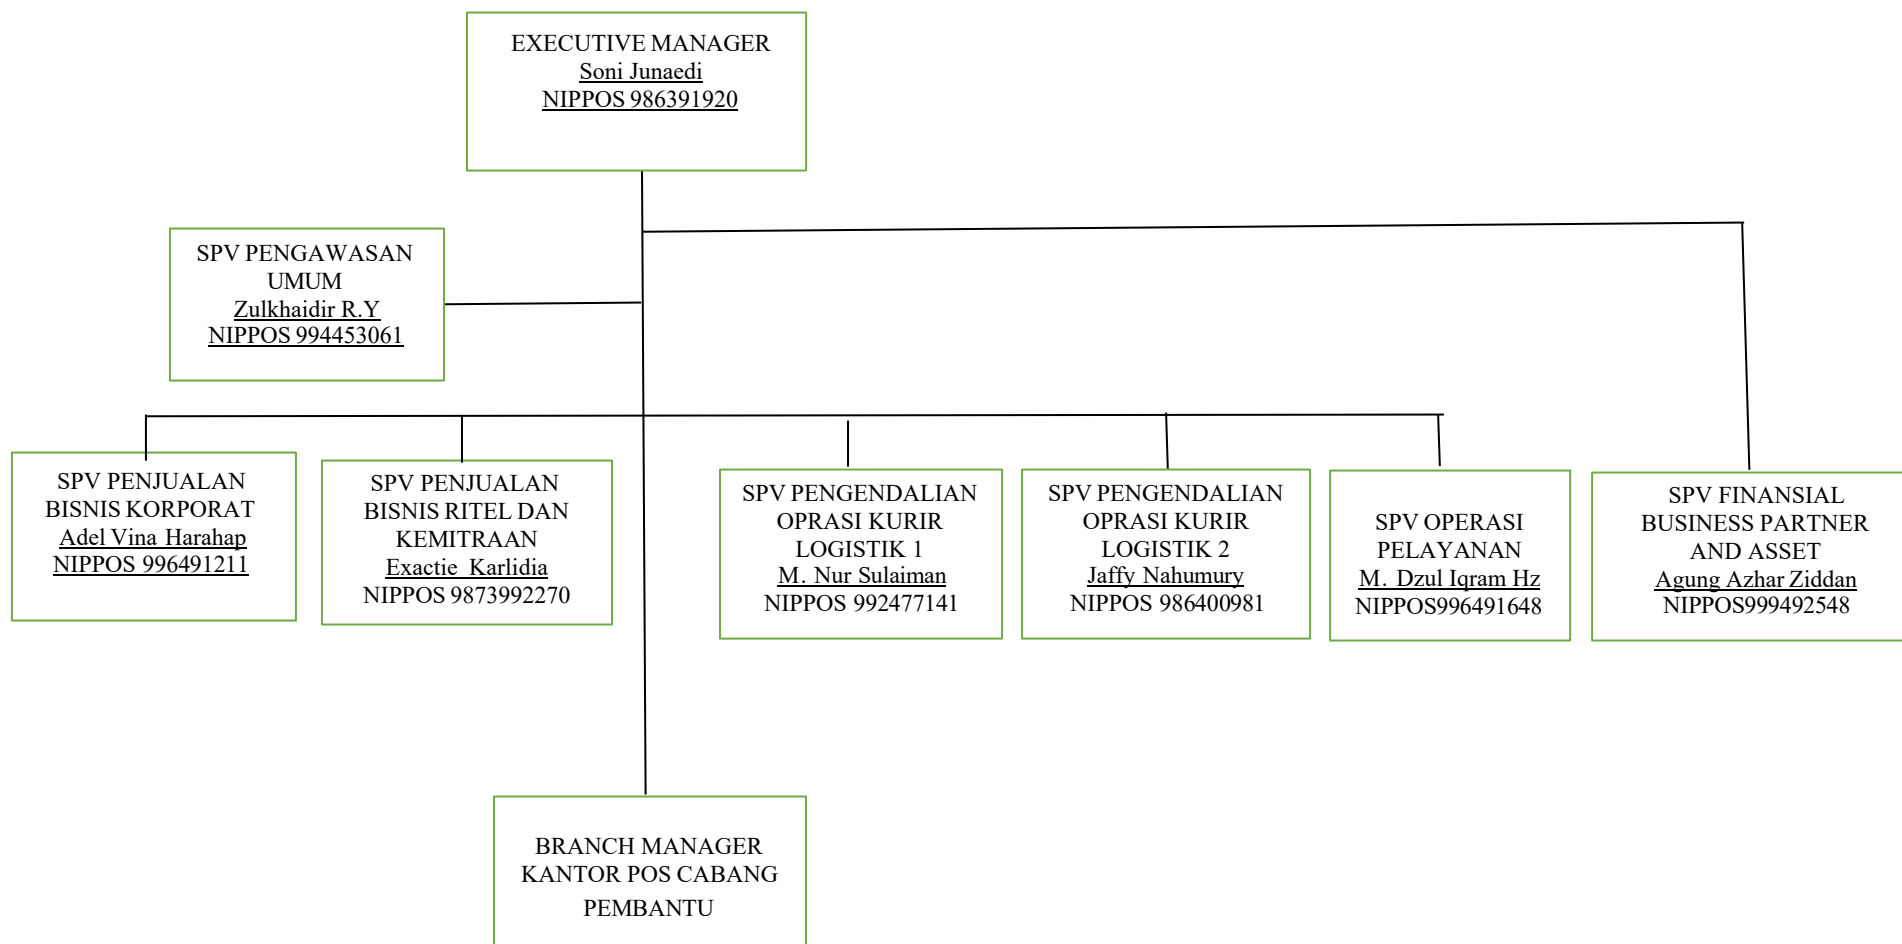 EXECUTIVE MANAGER
Soni Junaedi
NIPPOS 986391920
SPV PENGAWASAN
UMUM
Zulkhaidir R.Y
NIPPOS 994453061
SPV PENJUALAN
BISNIS KORPORAT
Adel Vina Harahap
NIPPOS 996491211
SPV PENJUALAN
BISNIS RITEL DAN
KEMITRAAN
Exactie Karlidia
NIPPOS 9873992270
SPV PENGENDALIAN
OPRASI KURIR
LOGISTIK 1
M. Nur Sulaiman
NIPPOS 992477141
SPV PENGENDALIAN
OPRASI KURIR
LOGISTIK 2
Jaffy Nahumury
NIPPOS 986400981
SPV OPERASI
PELAYANAN
M. Dzul Iqram Hz
NIPPOS996491648
SPV FINANSIAL
BUSINESS PARTNER
AND ASSET
Agung Azhar Ziddan
NIPPOS999492548
BRANCH MANAGER
KANTOR POS CABANG
PEMBANTU